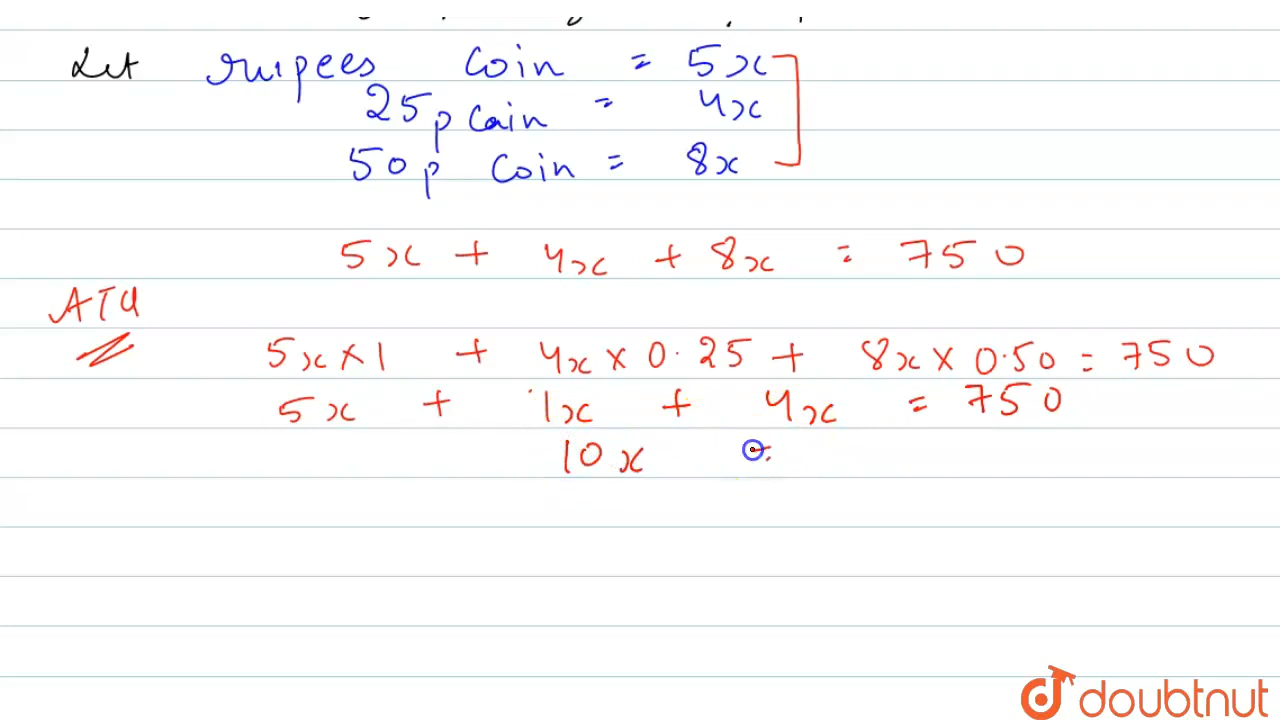 Let rupees coin = 5x
25p coin = 4x
50p coin = 8x
5x + 4x + 8x = 750
ATQ
5x × 1 + 4x × 0.25 + 8x × 0.50 = 750
5x + 1x + 4x = 750
10x =
doubtnut